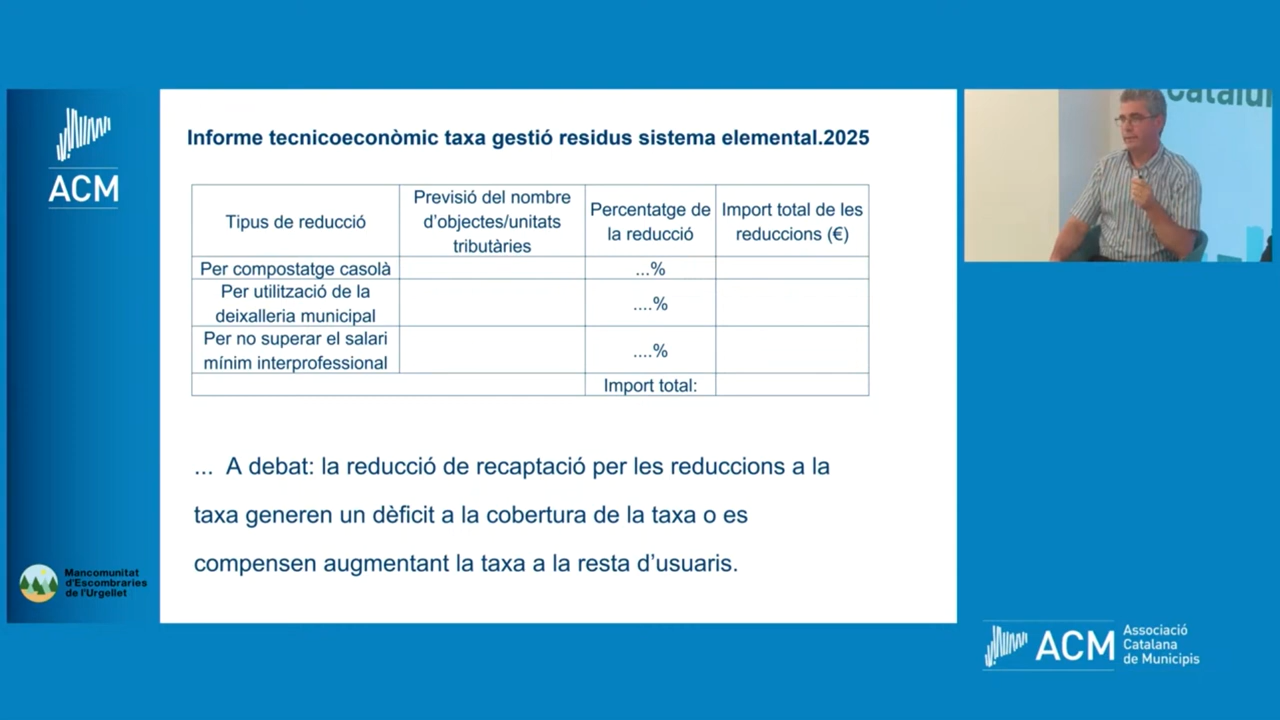 ACM
Informe tecnicoeconòmic taxa gestió residus sistema elemental.2025
Tipus de reducció
Previsió del nombre
d’objectes/unitats
tributàries
Percentatge de
la reducció
Import total de les
reduccions (€)
Per compostatge casolà
...%
Per utilització de la
deixalleria municipal
....%
Per no superar el salari
mínim interprofessional
....%
Import total:
... A debat: la reducció de recaptació per les reduccions a la
taxa generen un dèficit a la cobertura de la taxa o es
compensen augmentant la taxa a la resta d’usuaris.
Mancomunitat
d'Escombraries
de l'Urgellet
ACM
Associació
Catalana
de Municipis